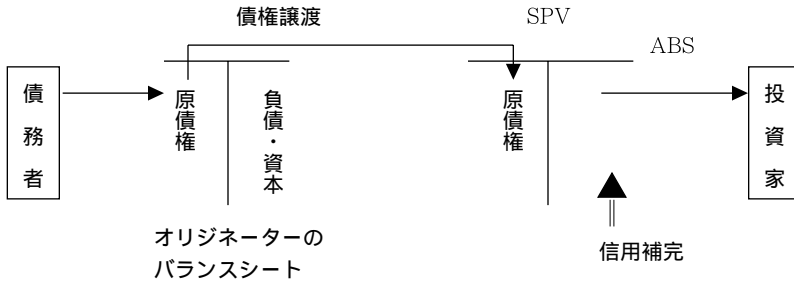 債権譲渡
SPV
ABS
債務者
原債権
負債・資本
原債権
投資家
オリジネーターの
バランスシート
信用補完